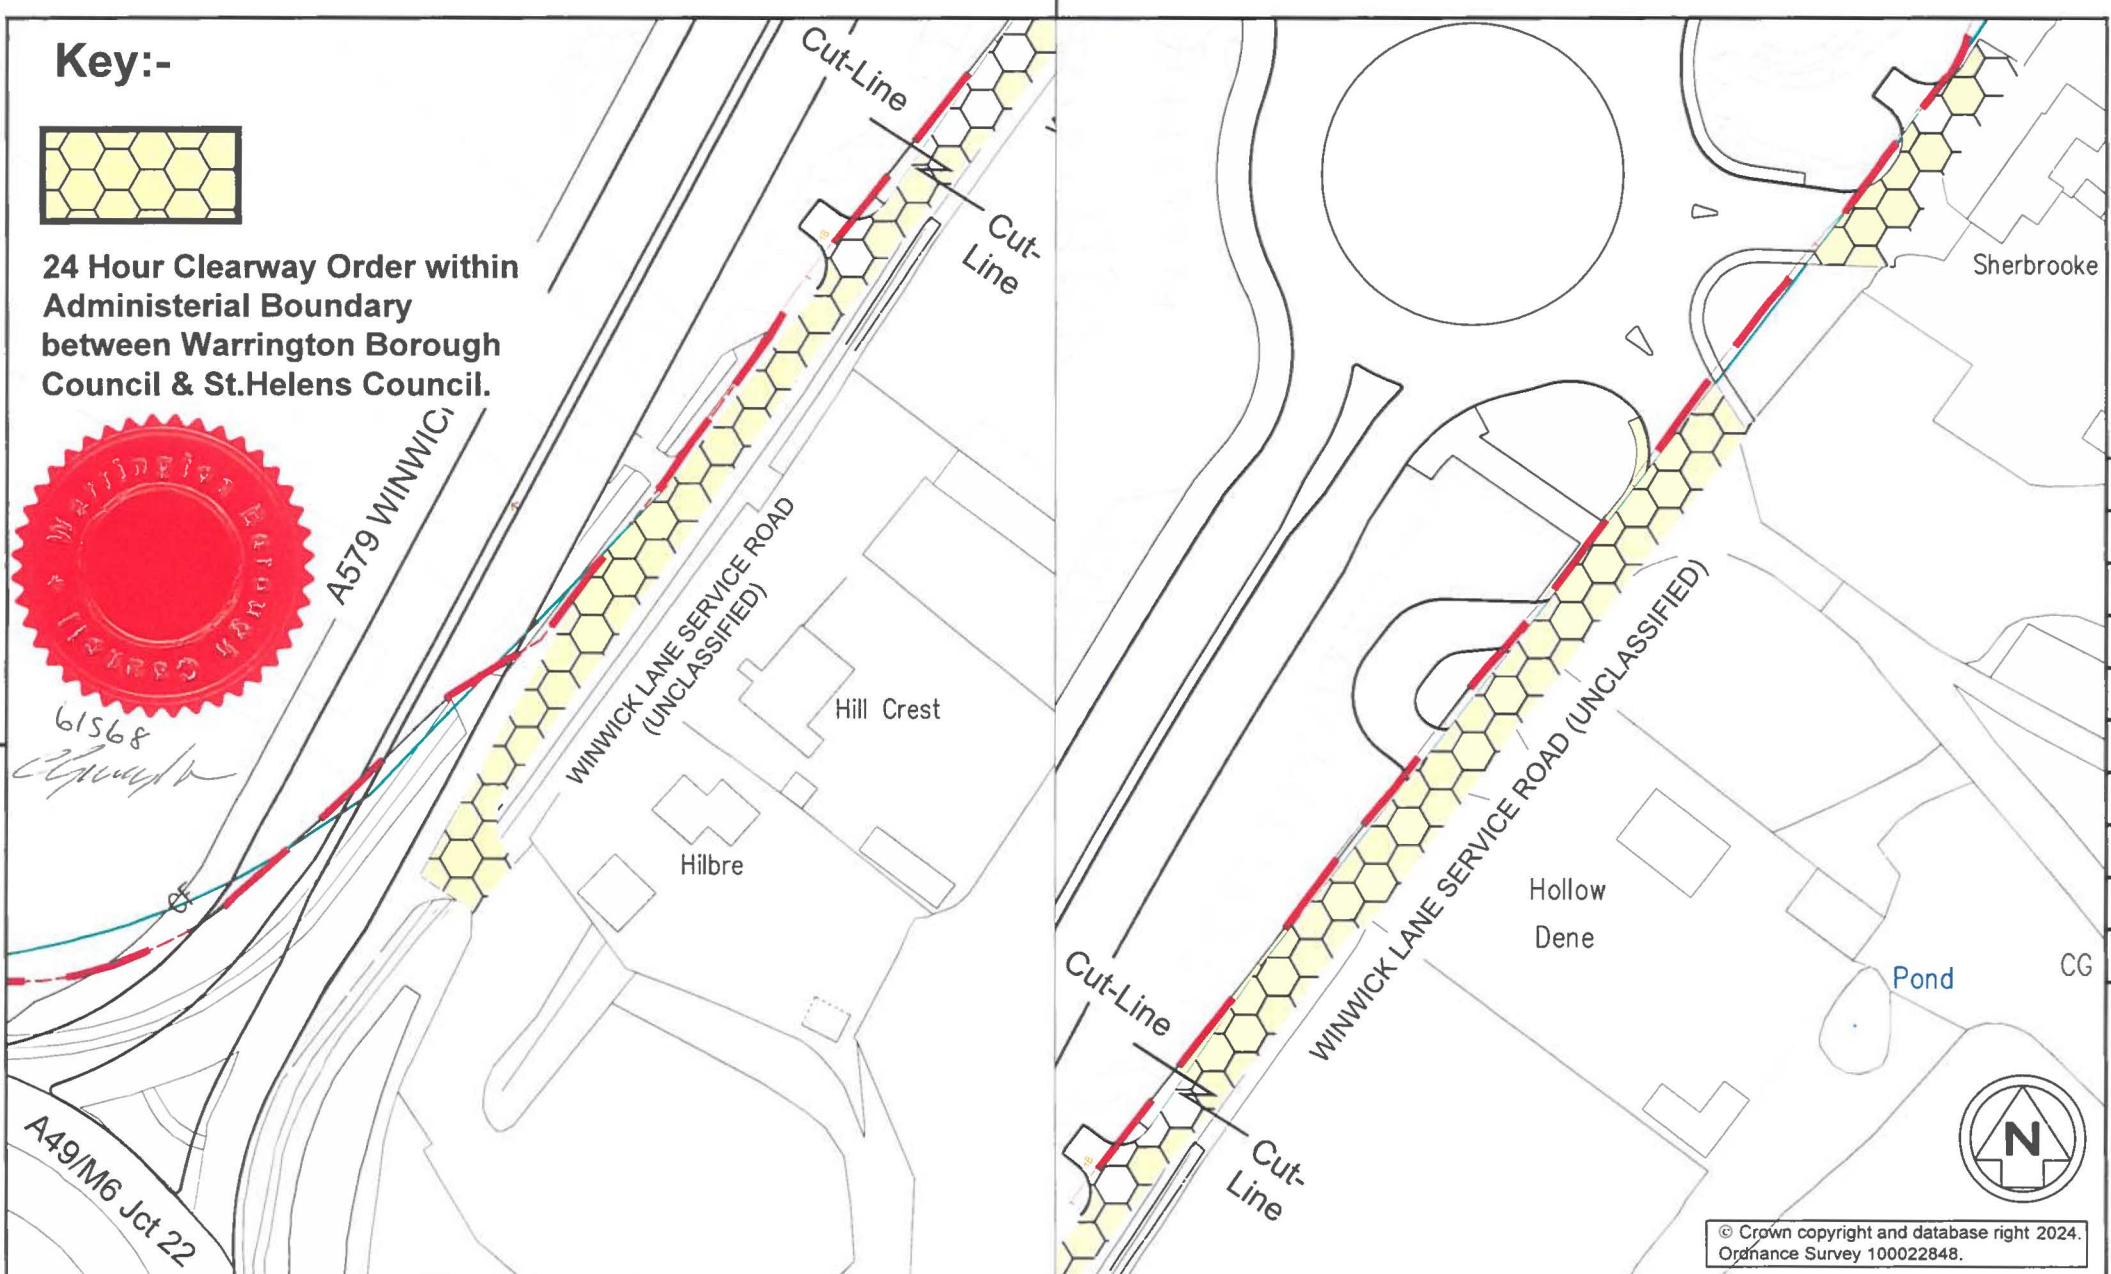 Key:-
24 Hour Clearway Order within
Administerial Boundary
between Warrington Borough
Council & St.Helens Council.
Warrington Borough Council
61568
A579 WINWIC
Cut-Line
Cut-
Line
WINWICK LANE SERVICE ROAD
(UNCLASSIFIED)
Hill Crest
Hilbre
CF
A49/M6 Jct 22
Sherbrooke
WINWICK LANE SERVICE ROAD (UNCLASSIFIED)
Hollow
Dene
Pond
CG
Cut-Line
Cut-
Line
N
© Crown copyright and database right 2024.
Ordnance Survey 100022848.